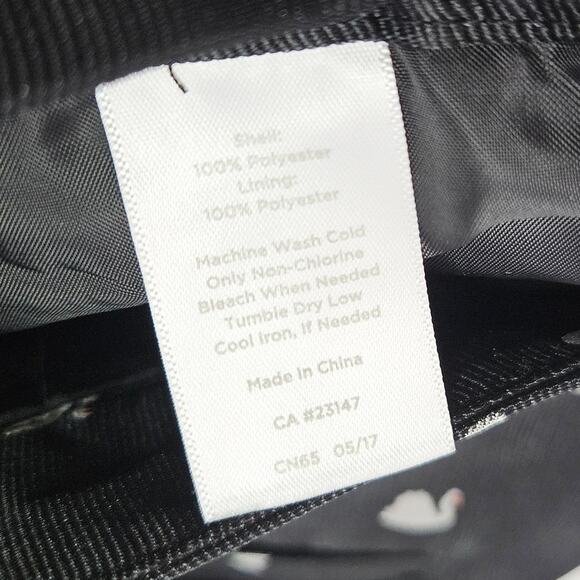 Shell:
100% Polyester
Lining:
100% Polyester
Machine Wash Cold
Only Non-Chlorine
Bleach When Needed
Tumble Dry Low
Cool Iron, If Needed
Made in China
CA #23147
CN65 05/17